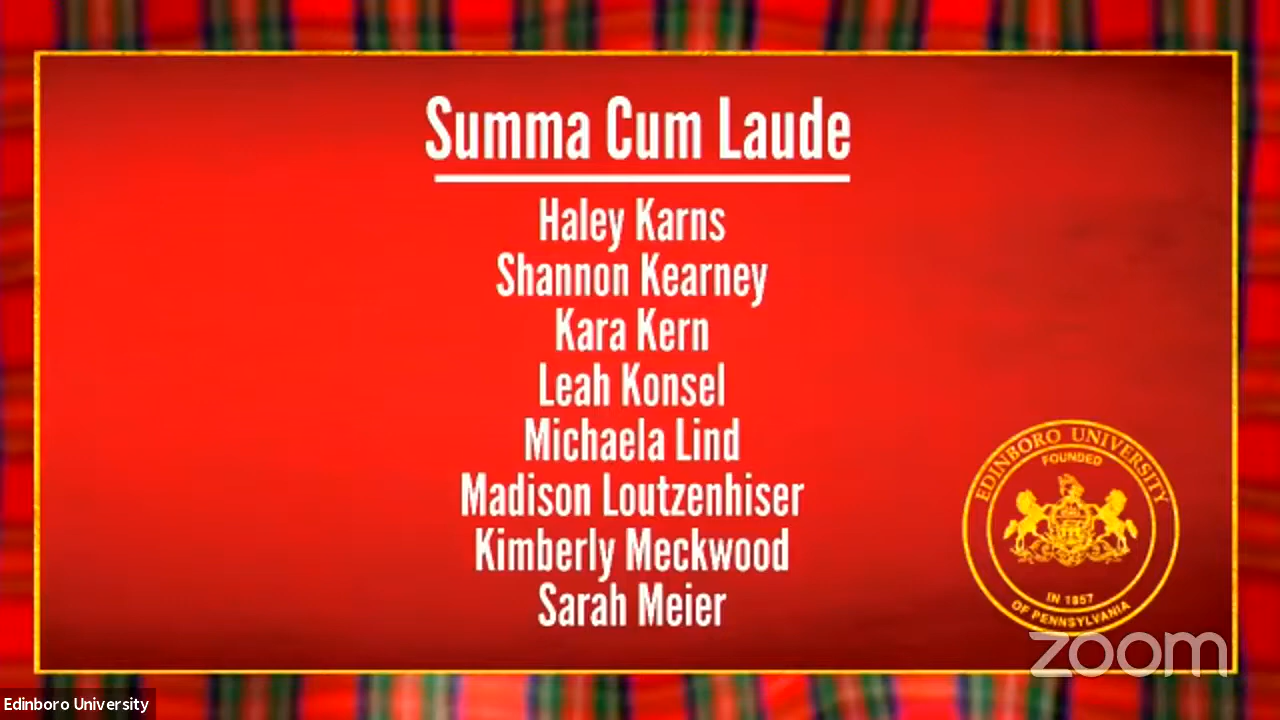 Summa Cum Laude
Haley Karns
Shannon Kearney
Kara Kern
Leah Konsel
Michaela Lind
Madison Loutzenhiser
Kimberly Meckwood
Sarah Meier
EDINBORO UNIVERSITY
FOUNDED
IN 1857
OF PENNSYLVANIA
zoom
Edinboro University